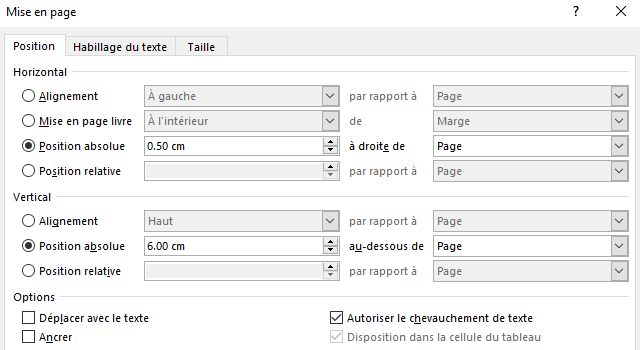 Mise en page ?
Position Habillage du texte Taille
Horizontal
Alignement À gauche par rapport à Page
Mise en page livre À l'intérieur de Marge
Position absolue 0.50 cm à droite de Page
Position relative par rapport à Page
Vertical
Alignement Haut par rapport à Page
Position absolue 6.00 cm au-dessous de Page
Position relative par rapport à Page
Options
Déplacer avec le texte Autoriser le chevauchement de texte
Ancrer Disposition dans la cellule du tableau